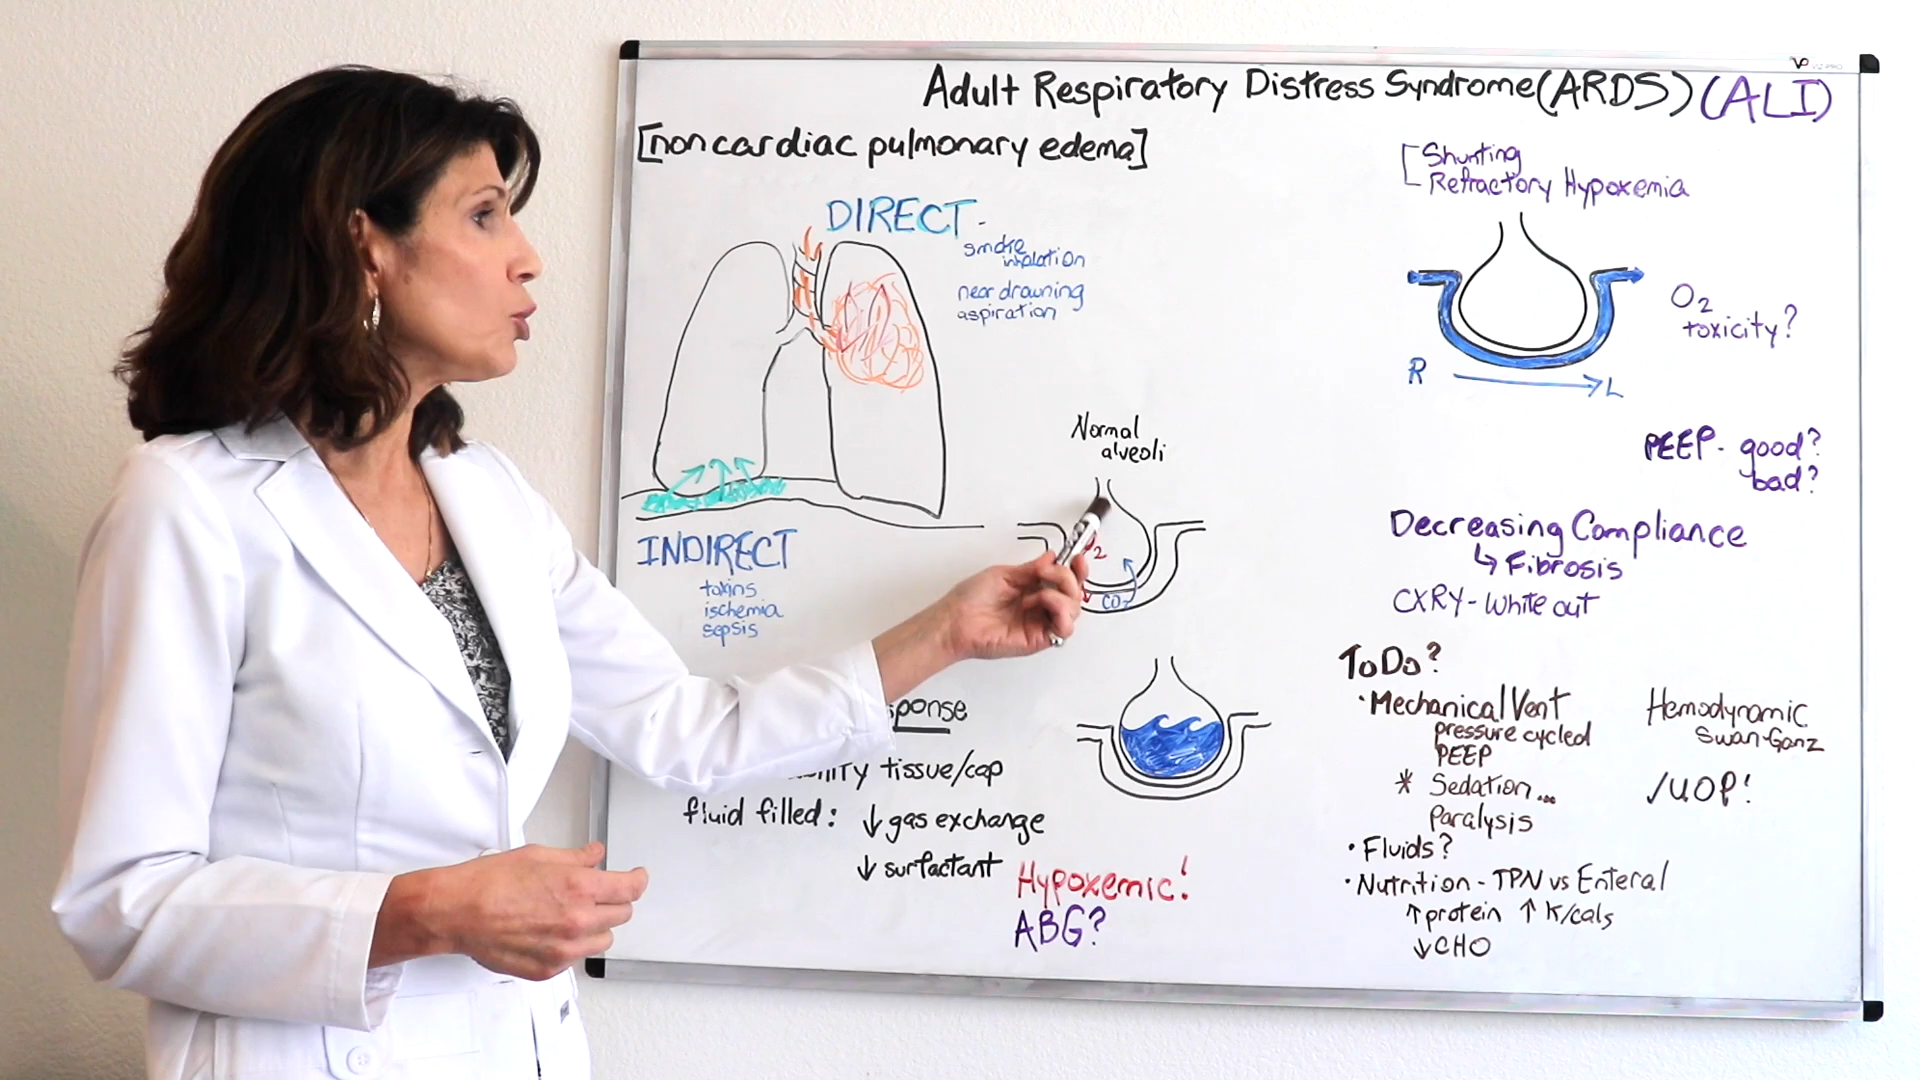 Adult Respiratory Distress Syndrome (ARDS) (ALI)
[noncardiac pulmonary edema]
DIRECT -
smoke
inhalation
near drowning
aspiration
INDIRECT
toxins
ischemia
sepsis
Normal
alveoli
2
CO2
tissue/cap
fluid filled: ↓ gas exchange
↓ surfactant
Hypoxemic!
ABG?
[Shunting
Refractory Hypoxemia
O2
toxicity?
R → L
PEEP - good?
bad?
Decreasing Compliance
↳ Fibrosis
CXRY - White out
To Do?
• Mechanical Vent
pressure cycled
PEEP
* Sedation...
Paralysis
• Fluids?
• Nutrition - TPN vs Enteral
↑ protein ↑ K/cals
↓ CHO
Hemodynamic
Swan-Ganz
✓ UOP!